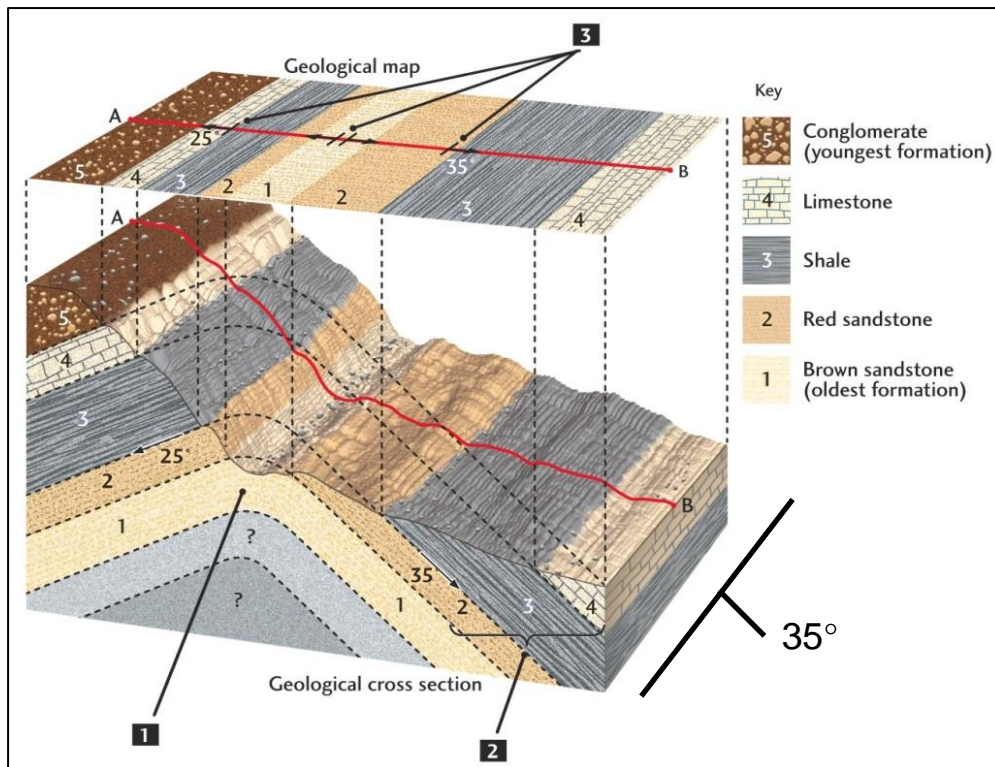 3
Geological map
A
25°
35°
B
5
4
3
2
1
2
3
4
Key
5
Conglomerate
(youngest formation)
4
Limestone
3
Shale
2
Red sandstone
1
Brown sandstone
(oldest formation)
A
5
4
3
25°
2
1
?
?
35
1
2
3
4
B
35°
Geological cross section
1
2